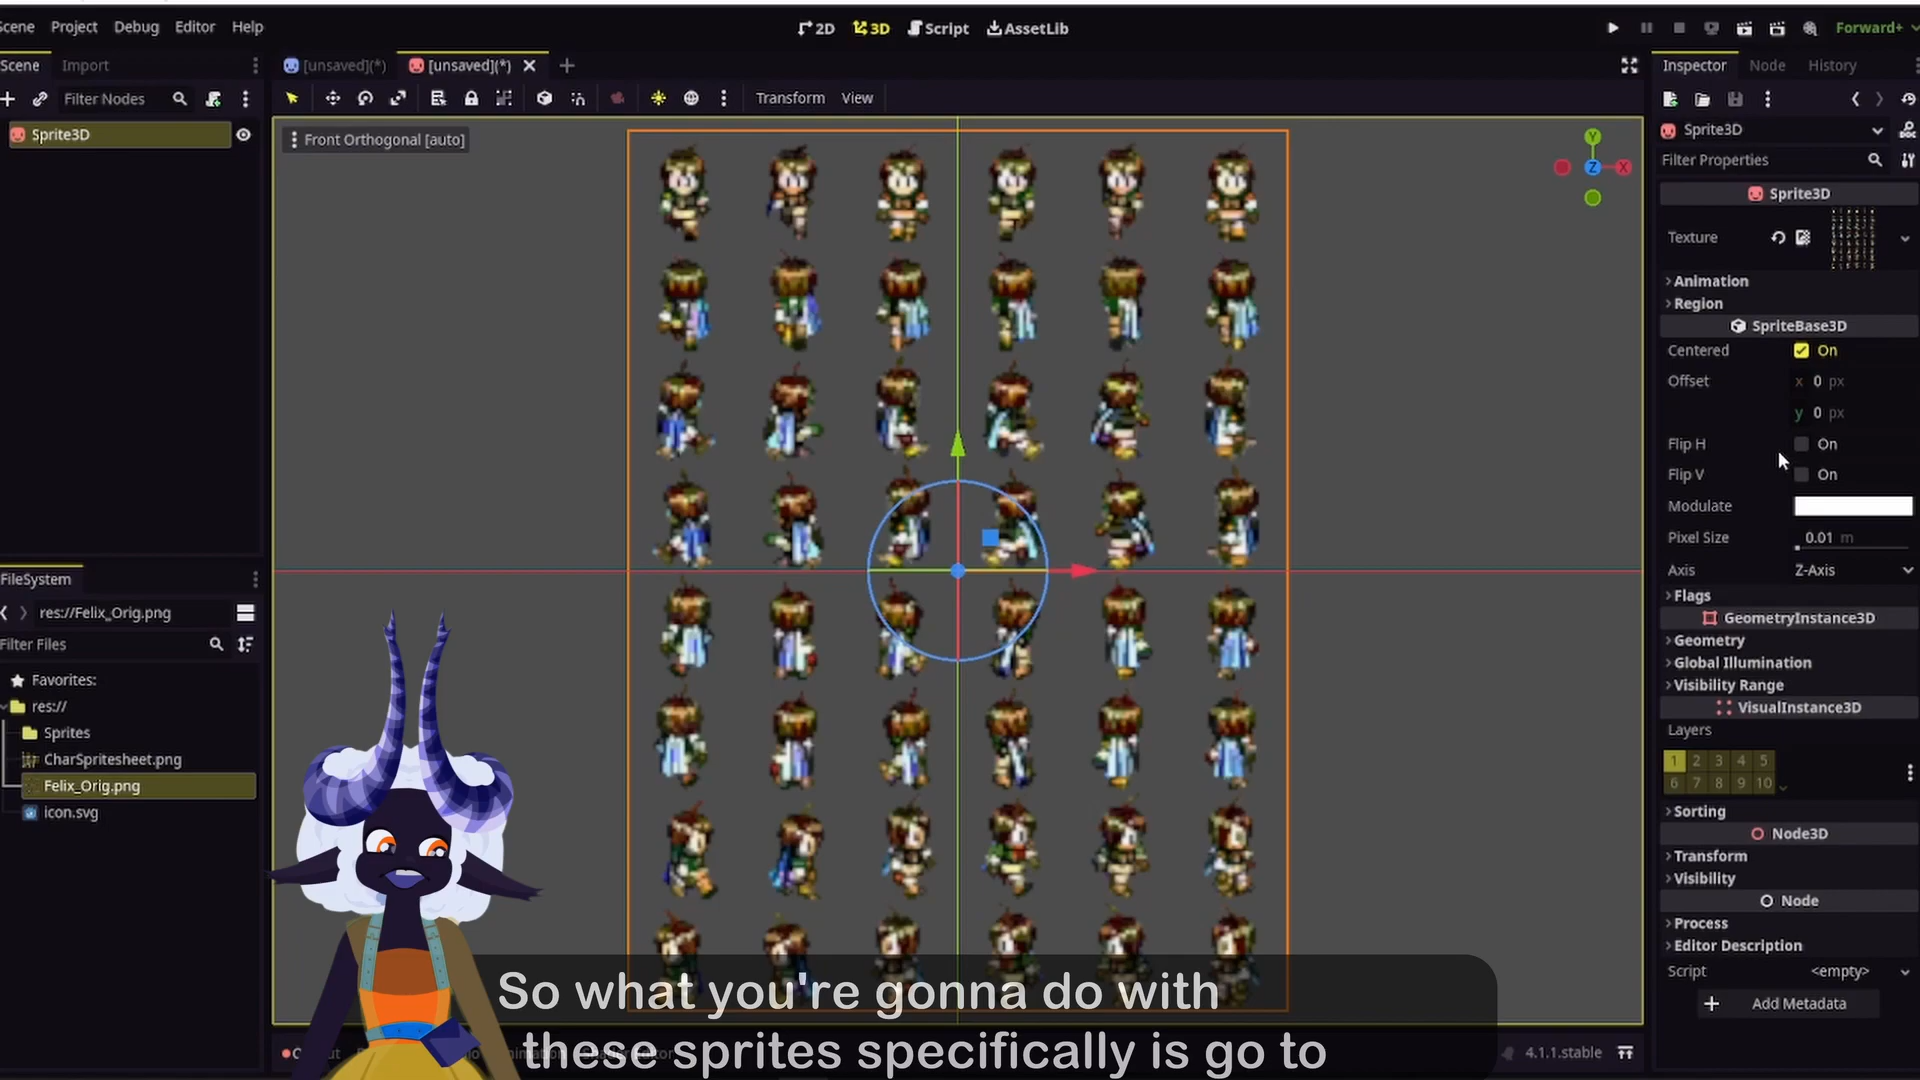 Scene Project Debug Editor Help
2D 3D Script AssetLib
Forward+
Scene Import
[unsaved](*) [unsaved](*)
Inspector Node History
Filter Nodes
Transform View
Sprite3D
Front Orthogonal [auto]
Y
Z X
Sprite3D
Filter Properties
Sprite3D
Texture
Animation
Region
SpriteBase3D
Centered On
Offset x 0 px
y 0 px
Flip H On
Flip V On
Modulate
Pixel Size 0.01 m
Axis Z-Axis
Flags
GeometryInstance3D
Geometry
Global Illumination
Visibility Range
VisualInstance3D
Layers
1 2 3 4 5
6 7 8 9 10
Sorting
Node3D
Transform
Visibility
Node
Process
Editor Description
Script <empty>
Add Metadata
FileSystem
res://Felix_Orig.png
Filter Files
Favorites:
res://
Sprites
CharSpritesheet.png
Felix_Orig.png
icon.svg
So what you're gonna do with
these sprites specifically is go to
4.1.1.stable